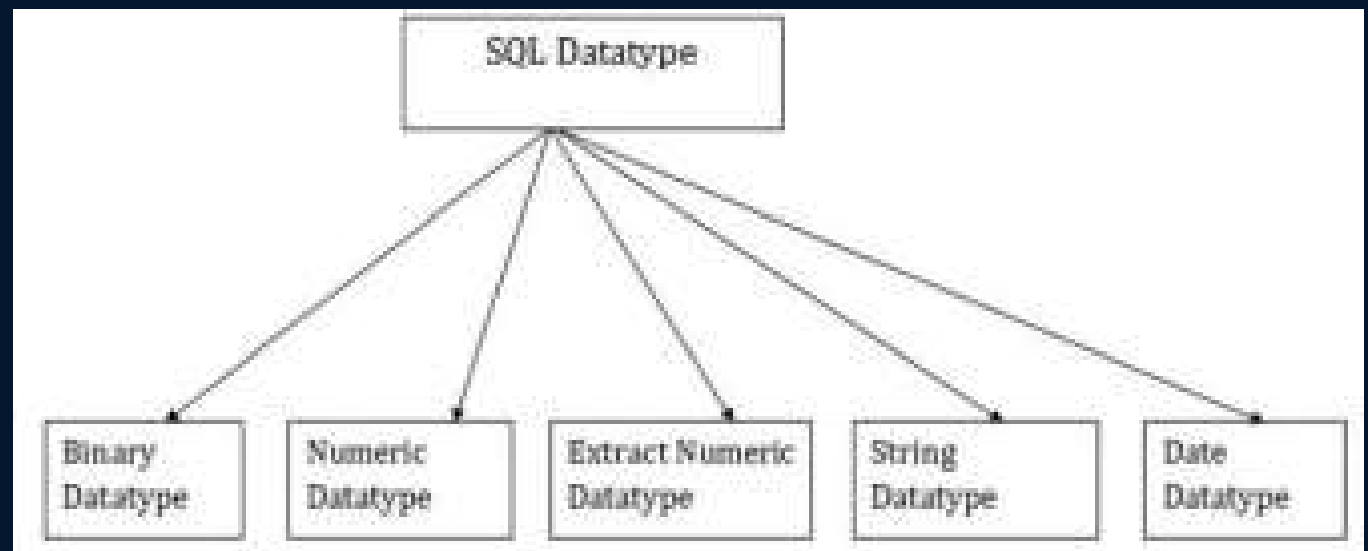 SQL Datatype
Binary
Datatype
Numeric
Datatype
Extract Numeric
Datatype
String
Datatype
Date
Datatype